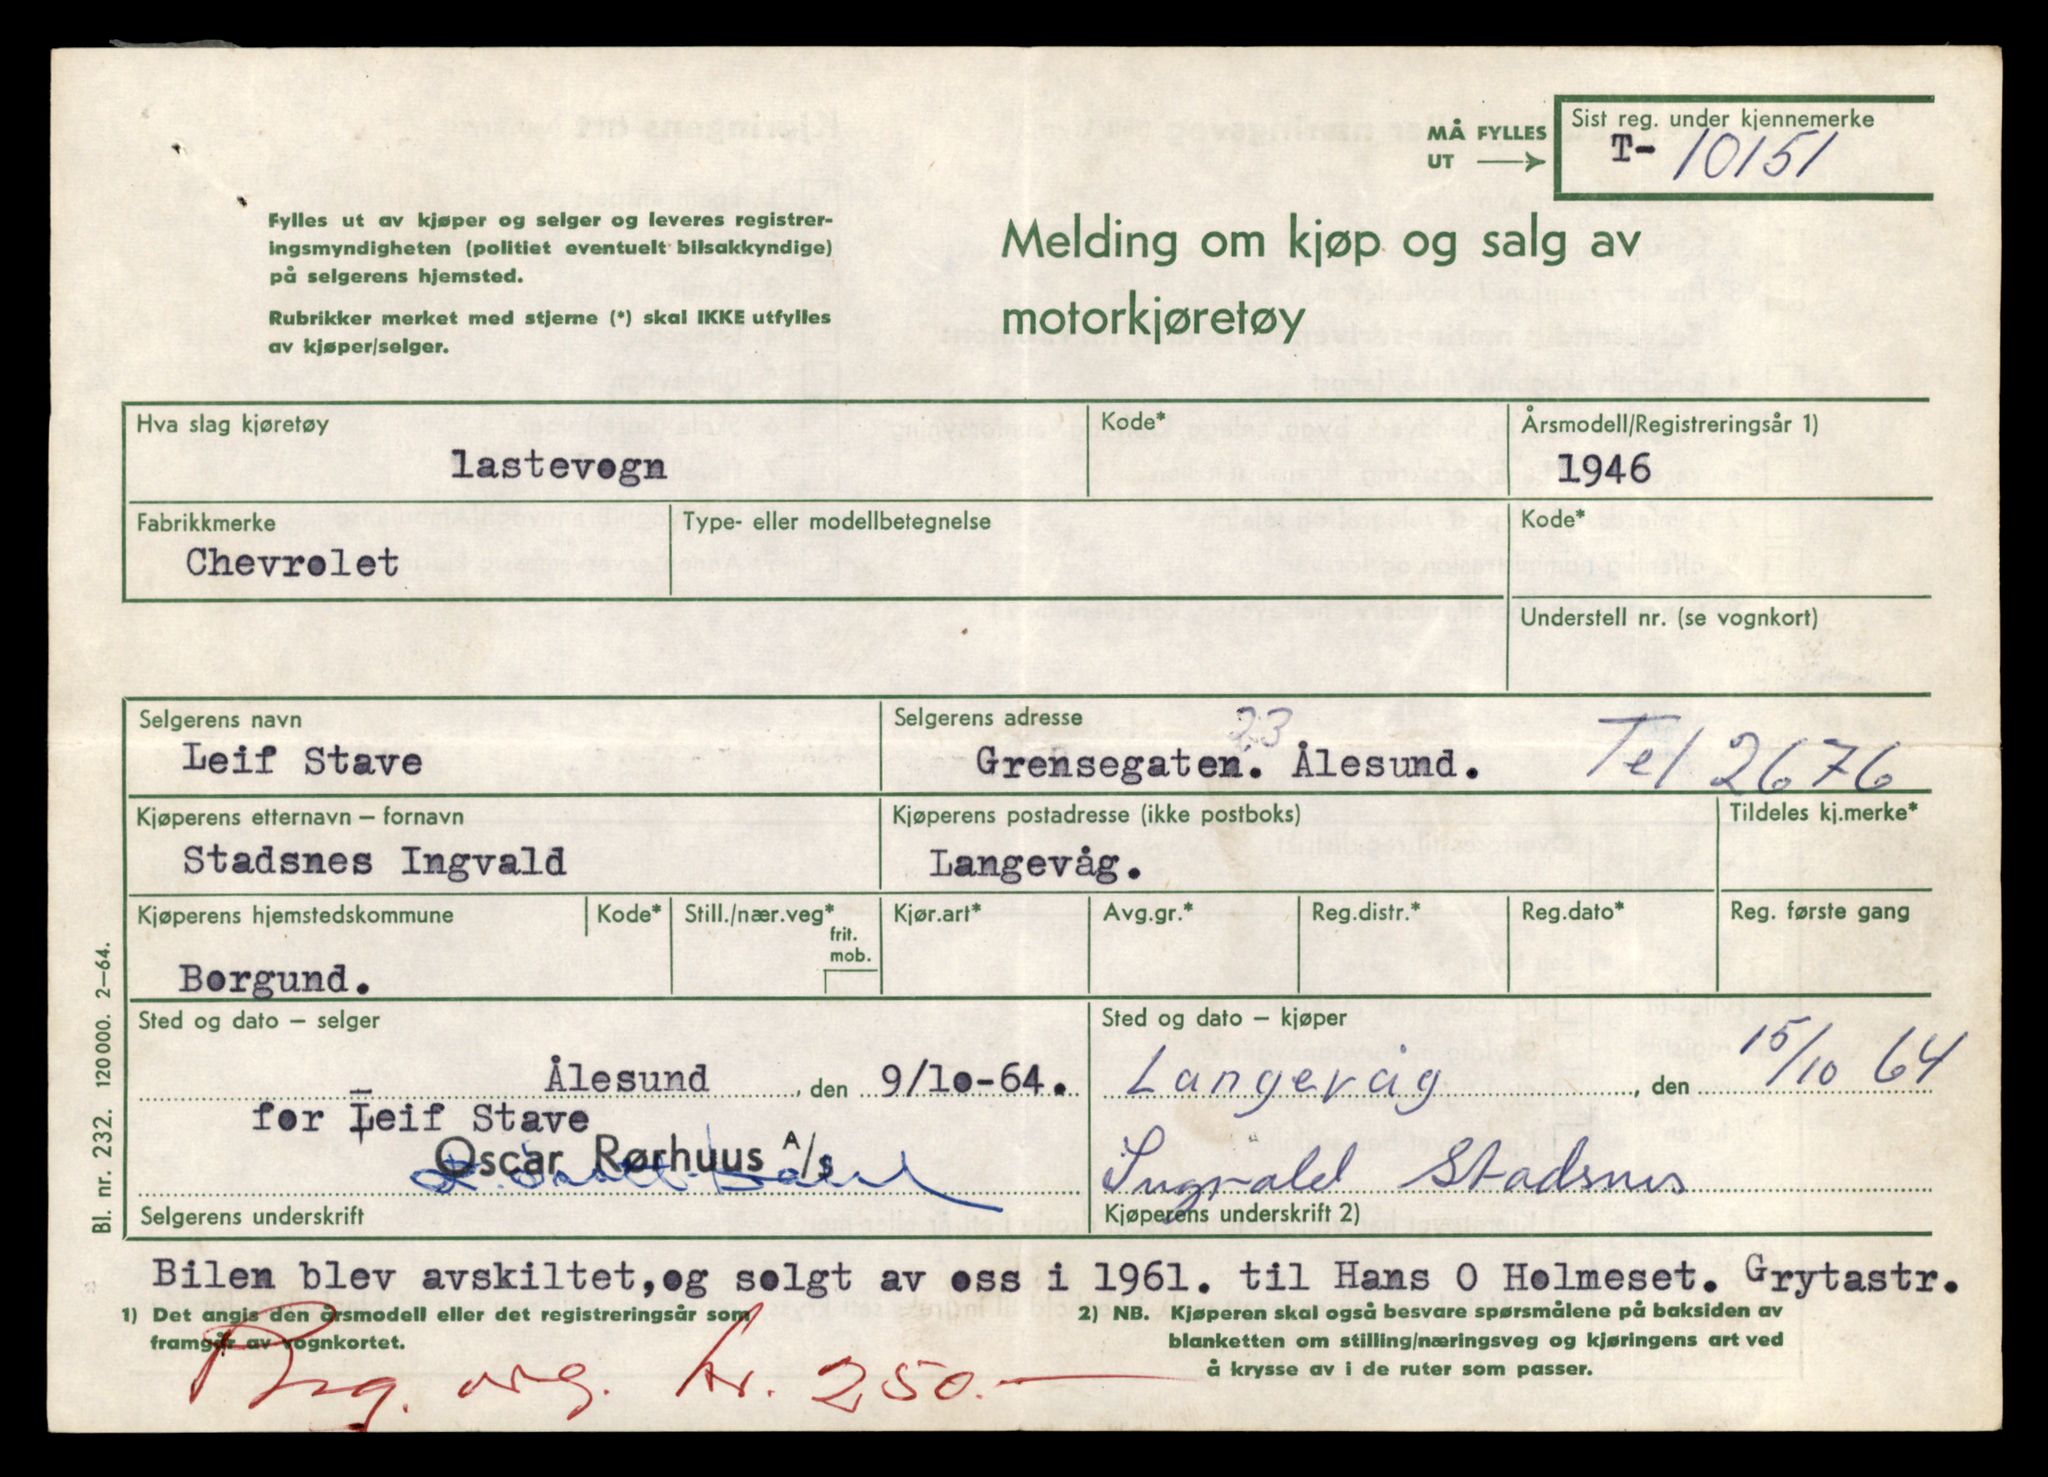 MÅ FYLLES UT
Sist reg. under kjennemerke
T- 10151
Fylles ut av kjøper og selger og leveres registrer-
ingsmyndigheten (politiet eventuelt bilsakkyndige)
på selgerens hjemsted.
Rubrikker merket med stjerne (*) skal IKKE utfylles
av kjøper/selger.
Melding om kjøp og salg av
motorkjøretøy
Hva slag kjøretøy
lastevogn
Kode*
Årsmodell/Registreringsår 1)
1946
Fabrikkmerke
Chevrolet
Type- eller modellbetegnelse
Kode*
Understell nr. (se vognkort)
Selgerens navn
Leif Stave
Selgerens adresse
23
Grensegaten. Ålesund. Tel 2676
Kjøperens etternavn – fornavn
Stadsnes Ingvald
Kjøperens postadresse (ikke postboks)
Langevåg.
Tildeles kj.merke*
Kjøperens hjemstedskommune
Borgund.
Kode*
Still./nær.veg*
frit.
mob.
Kjør.art*
Avg.gr.*
Reg.distr.*
Reg.dato*
Reg. første gang
Sted og dato – selger
Ålesund, den 9/10-64.
for Leif Stave
Oscar Rørhuus A/s
Selgerens underskrift
Sted og dato – kjøper
Langevåg, den 15/10 64
Ingvald Stadsnes
Kjøperens underskrift 2)
Bl. nr. 232. 120 000. 2–64.
Bilen blev avskiltet,og solgt av oss i 1961. til Hans O Holmeset. Grytastr.
1) Det angis den årsmodell eller det registreringsår som
framgår av vognkortet.
2) NB. Kjøperen skal også besvare spørsmålene på baksiden av
blanketten om stilling/næringsveg og kjøringens art ved
å krysse av i de ruter som passer.
kr. 250.—